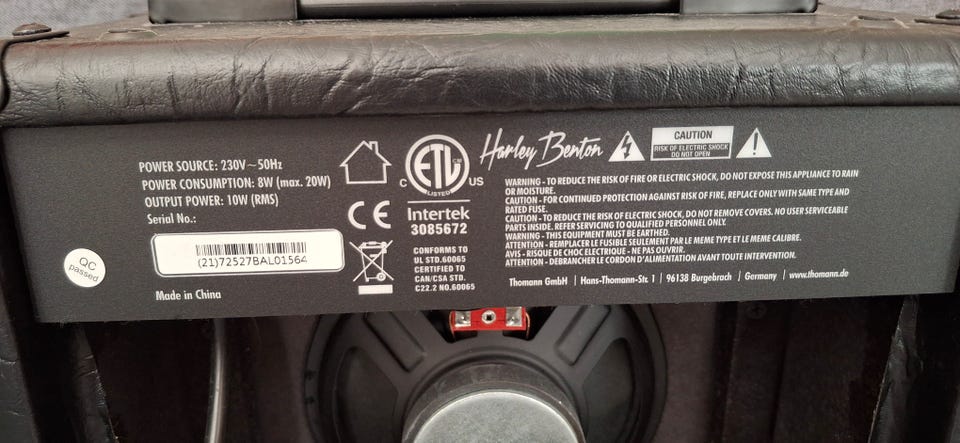 POWER SOURCE: 230V~50Hz
POWER CONSUMPTION: 8W (max. 20W)
OUTPUT POWER: 10W (RMS)
Serial No.:
(21)72527BAL01564
QC
passed
Made in China
ETL
CM
LISTED
C US
Intertek
3085672
CONFORMS TO
UL STD.60065
CERTIFIED TO
CAN/CSA STD.
C22.2 NO.60065
CE
Harley Benton
CAUTION
RISK OF ELECTRIC SHOCK
DO NOT OPEN
WARNING - TO REDUCE THE RISK OF FIRE OR ELECTRIC SHOCK, DO NOT EXPOSE THIS APPLIANCE TO RAIN
OR MOISTURE.
CAUTION - FOR CONTINUED PROTECTION AGAINST RISK OF FIRE, REPLACE ONLY WITH SAME TYPE AND
RATED FUSE.
CAUTION - TO REDUCE THE RISK OF ELECTRIC SHOCK, DO NOT REMOVE COVERS. NO USER SERVICEABLE
PARTS INSIDE. REFER SERVICING TO QUALIFIED PERSONNEL ONLY.
WARNING - THIS EQUIPMENT MUST BE EARTHED.
ATTENTION - REMPLACER LE FUSIBLE SEULEMENT PAR LE MEME TYPE ET LE MEME CALIBRE.
AVIS - RISQUE DE CHOC ELECTRIQUE - NE PAS OUVRIR.
ATTENTION - DEBRANCHER LE CORDON D'ALIMENTATION AVANT TOUTE INTERVENTION.
Thomann GmbH | Hans-Thomann-Str. 1 | 96138 Burgebrach | Germany | www.thomann.de